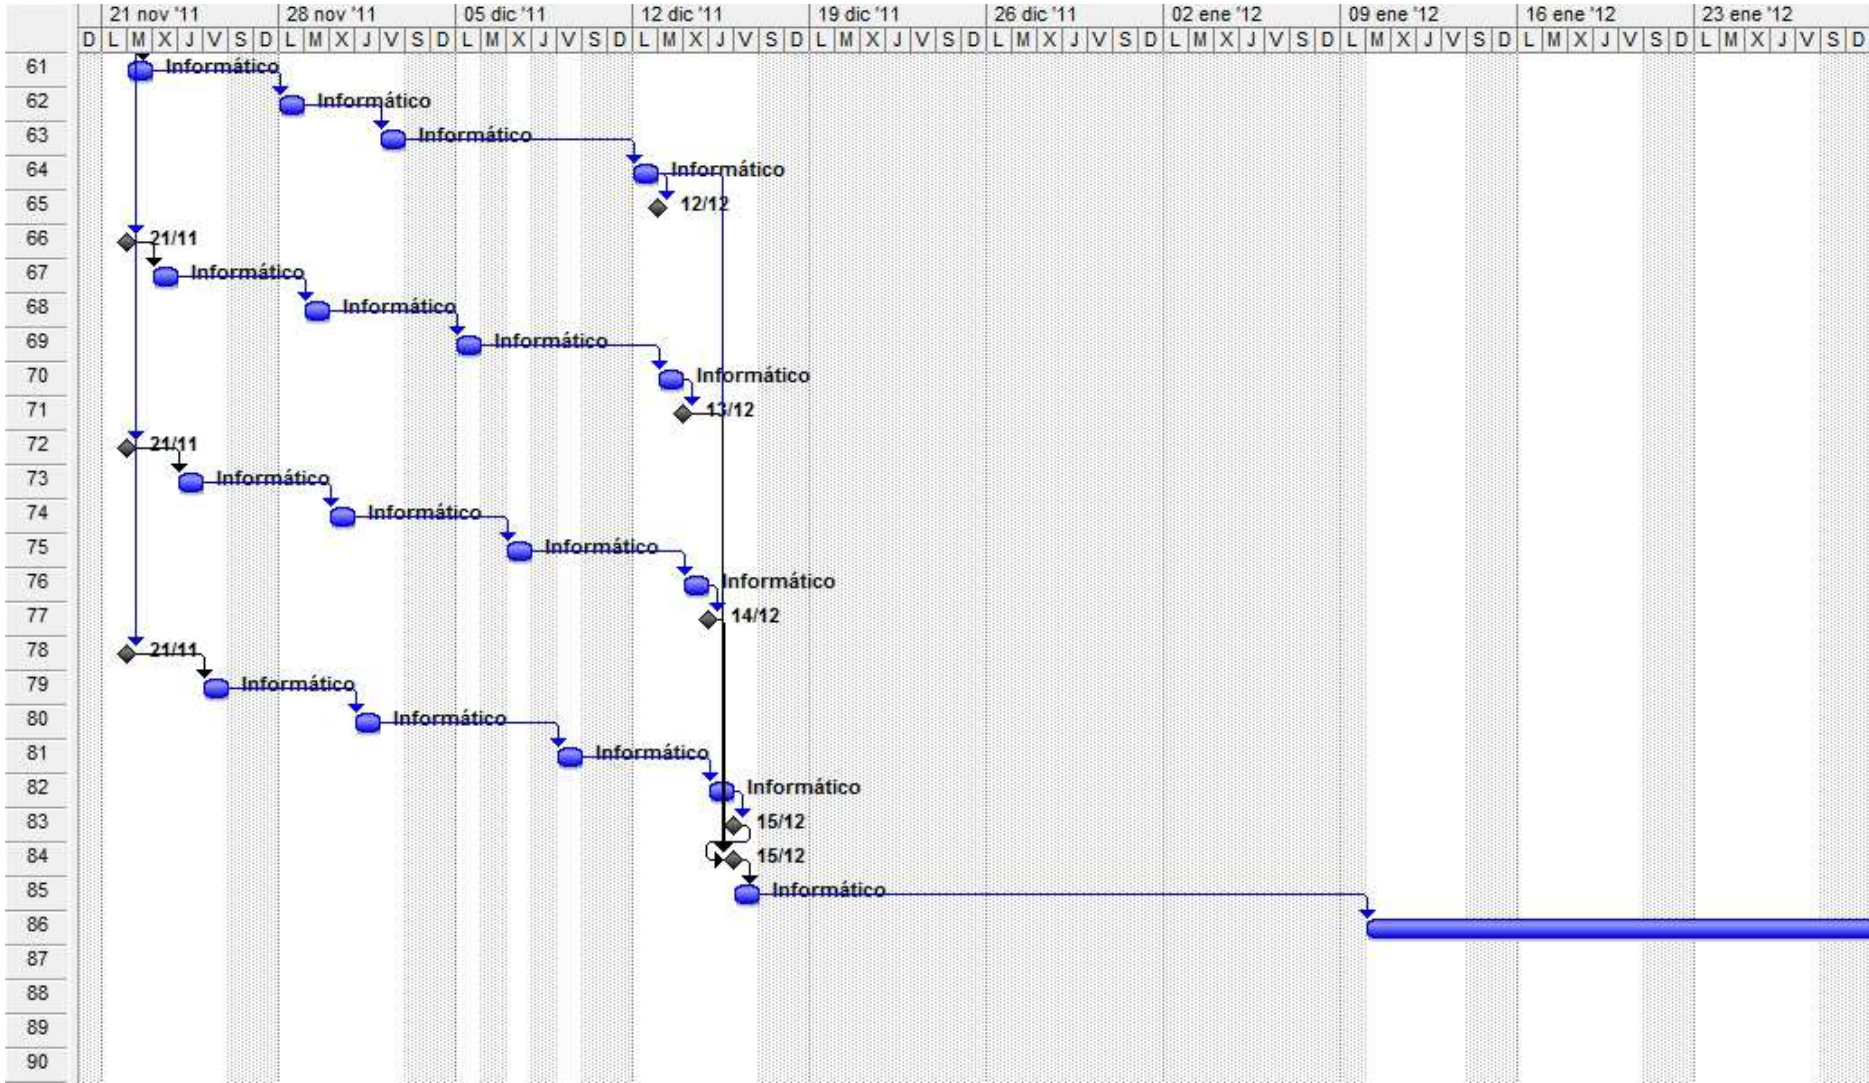 21 nov '11 28 nov '11 05 dic '11 12 dic '11 19 dic '11 26 dic '11 02 ene '12 09 ene '12 16 ene '12 23 ene '12
D L M X J V S D L M X J V S D L M X J V S D L M X J V S D L M X J V S D L M X J V S D L M X J V S D L M X J V S D L M X J V S D L M X J V S D
61 Informático
62 Informático
63 Informático
64 Informático
65 12/12
66 21/11
67 Informático
68 Informático
69 Informático
70 Informático
71 13/12
72 21/11
73 Informático
74 Informático
75 Informático
76 Informático
77 14/12
78 21/11
79 Informático
80 Informático
81 Informático
82 Informático
83 15/12
84 15/12
85 Informático
86
87
88
89
90